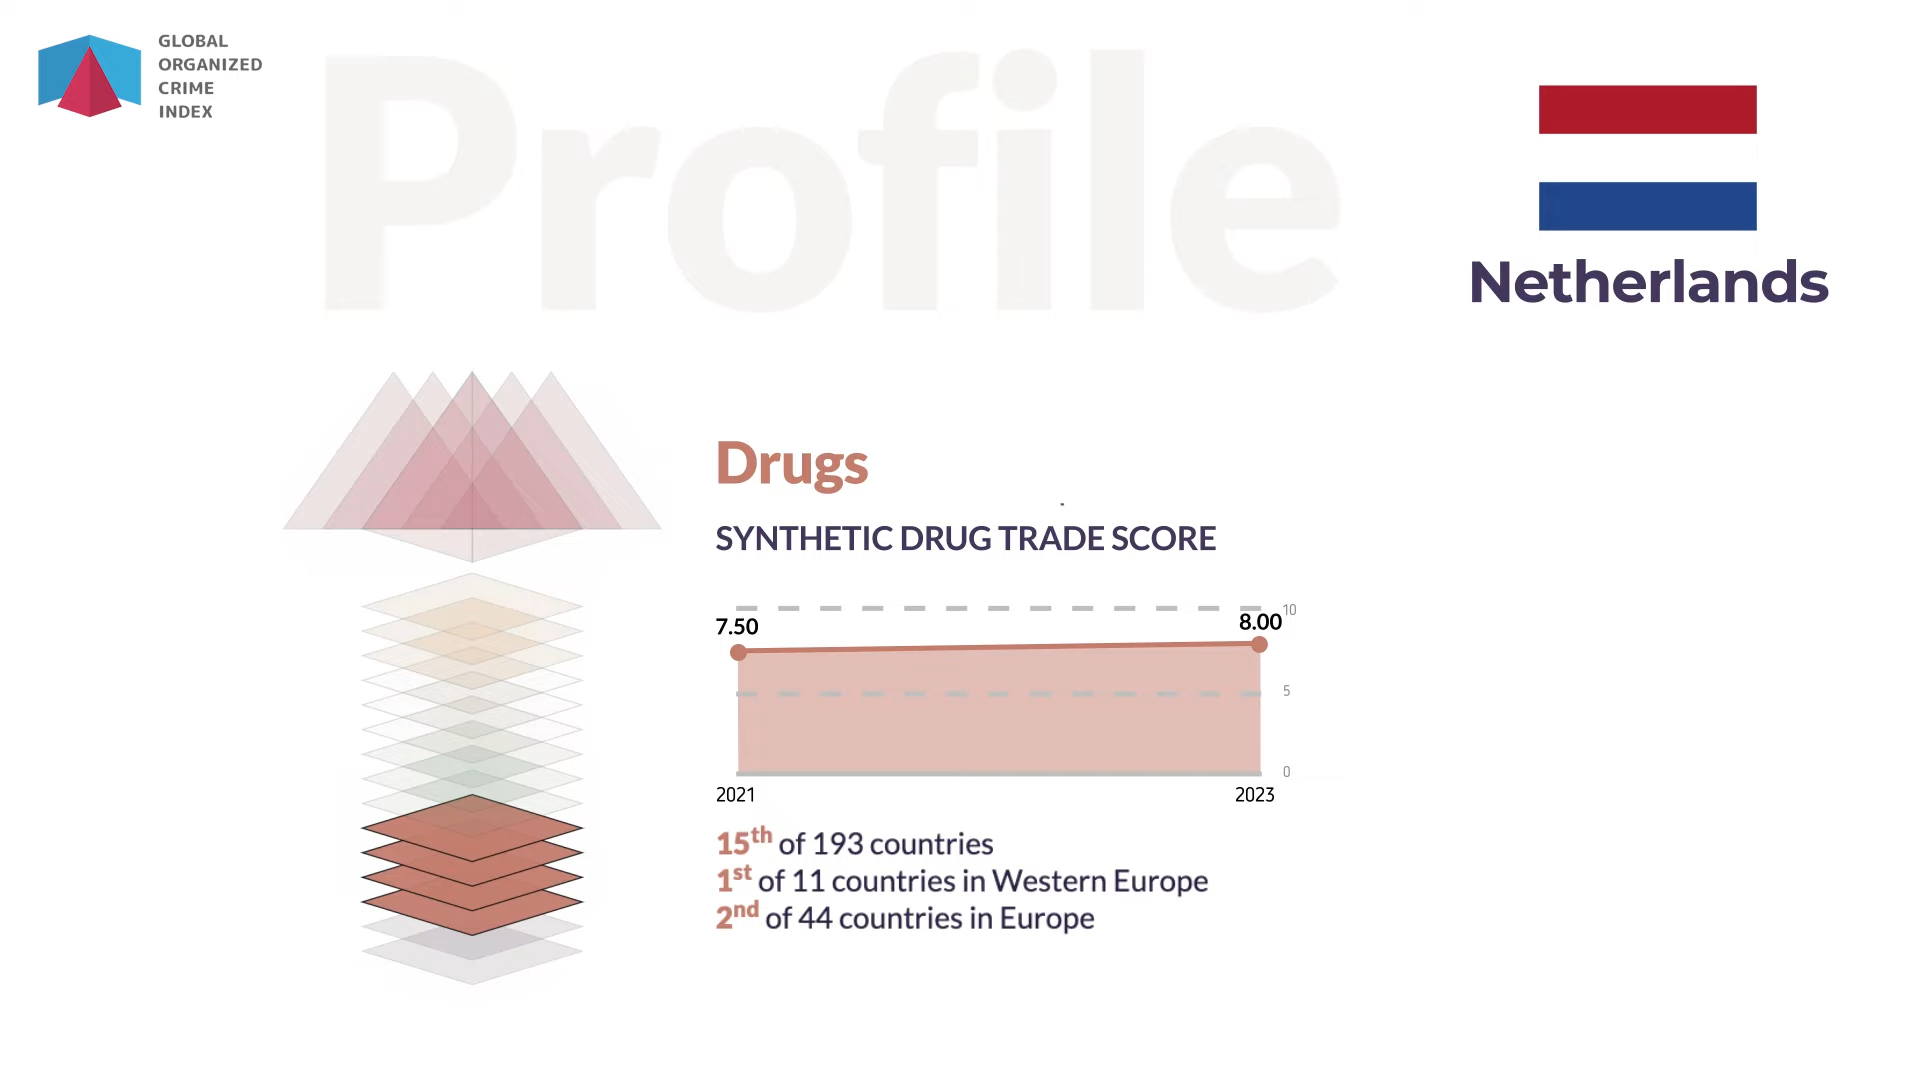 GLOBAL
ORGANIZED
CRIME
INDEX
Profile
Netherlands
Drugs
SYNTHETIC DRUG TRADE SCORE
10
7.50
8.00
5
0
2021
2023
15th of 193 countries
1st of 11 countries in Western Europe
2nd of 44 countries in Europe